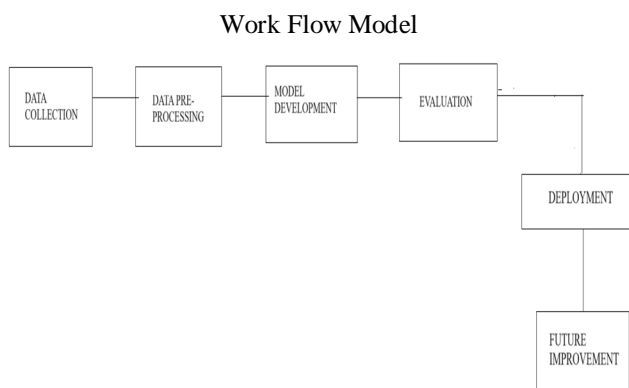 Work Flow Model
DATA
COLLECTION
DATA PRE-
PROCESSING
MODEL
DEVELOPMENT
EVALUATION
DEPLOYMENT
FUTURE
IMPROVEMENT